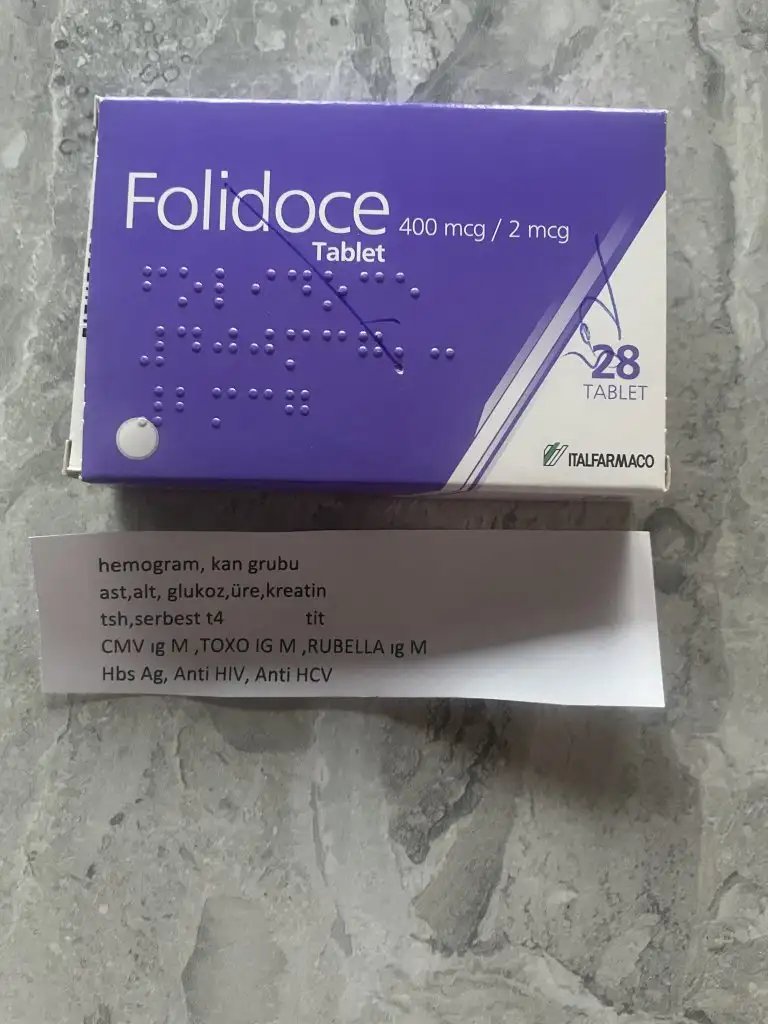 Folidoce 400 mcg / 2 mcg
Tablet
28
TABLET
ITALFARMACO
hemogram, kan grubu
ast,alt, glukoz,üre,kreatin
tsh,serbest t4 tit
CMV ıg M ,TOXO IG M ,RUBELLA ıg M
Hbs Ag, Anti HIV, Anti HCV